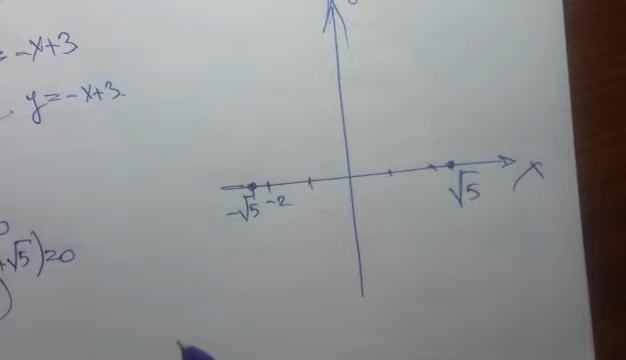 = -x+3
y = -x+3.
X
-√5 -2
√5
+√5)≥0